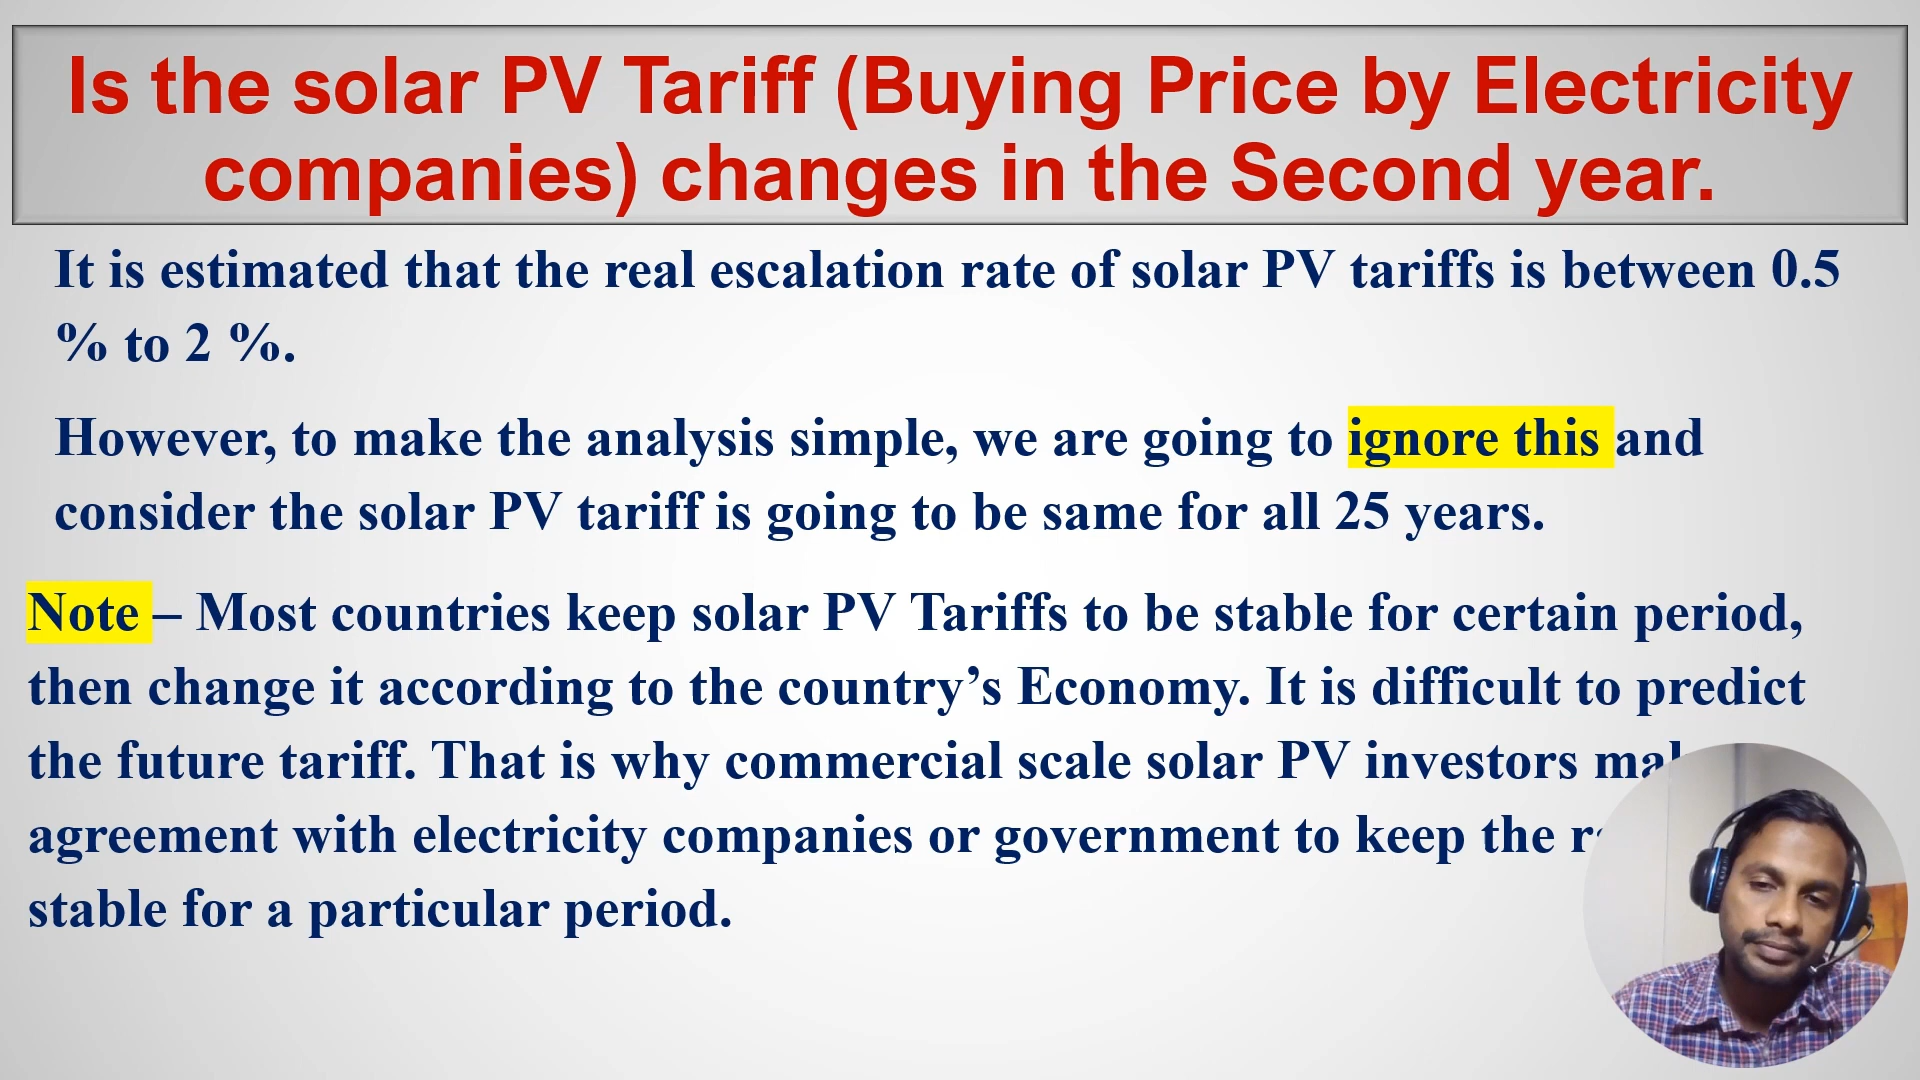 Is the solar PV Tariff (Buying Price by Electricity
companies) changes in the Second year.
It is estimated that the real escalation rate of solar PV tariffs is between 0.5
% to 2 %.
However, to make the analysis simple, we are going to ignore this and
consider the solar PV tariff is going to be same for all 25 years.
Note – Most countries keep solar PV Tariffs to be stable for certain period,
then change it according to the country’s Economy. It is difficult to predict
the future tariff. That is why commercial scale solar PV investors
agreement with electricity companies or government to keep the
stable for a particular period.